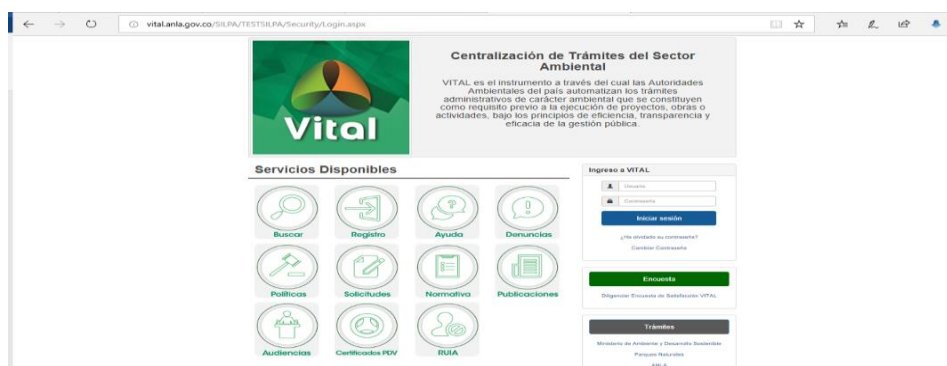 vital.anla.gov.co/SILPA/TESTSILPA/Security/Login.aspx
Centralización de Trámites del Sector
Ambiental
VITAL es el instrumento a través del cual las Autoridades
Ambientales del país automatizan los trámites
administrativos de carácter ambiental que se constituyen
como requisito previo a la ejecución de proyectos, obras o
actividades, bajo los principios de eficiencia, transparencia y
eficacia de la gestión pública.
Vital
Servicios Disponibles
Buscar
Registro
Ayuda
Denuncias
Políticas
Solicitudes
Normativa
Publicaciones
Audiencias
Certificados PDV
RUIA
Ingreso a VITAL
Usuario
Contraseña
Iniciar sesión
¿Ha olvidado su contraseña?
Cambiar Contraseña
Encuesta
Diligenciar Encuesta de Satisfacción VITAL
Trámites
Ministerio de Ambiente y Desarrollo Sostenible
Parques Naturales
ANLA